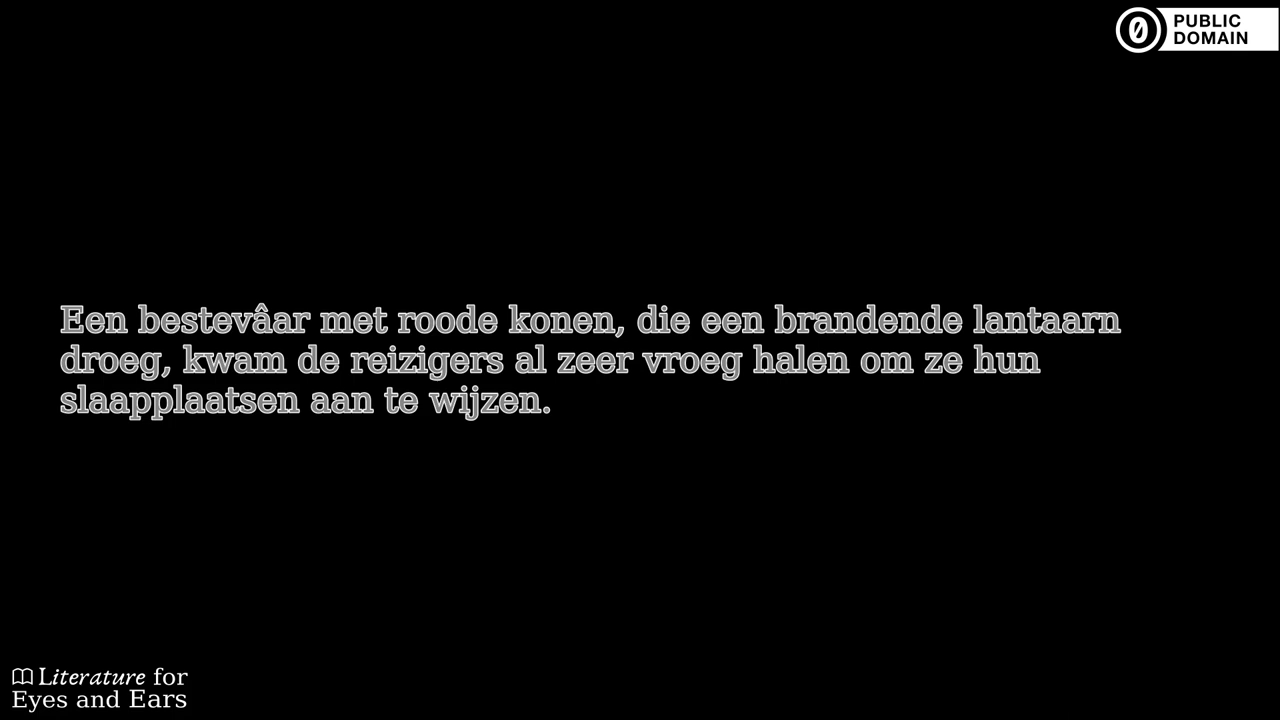 PUBLIC
DOMAIN
Een bestevâar met roode konen, die een brandende lantaarn
droeg, kwam de reizigers al zeer vroeg halen om ze hun
slaapplaatsen aan te wijzen.
Literature for
Eyes and Ears